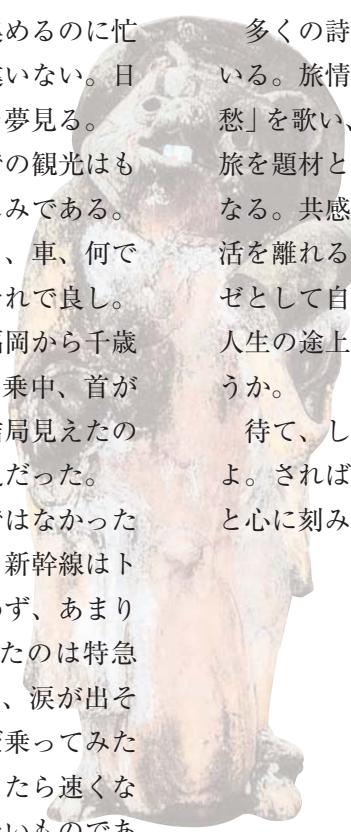 めるのに忙
いない。日
夢見る。
の観光はも
みである。
、車、何で
れで良し。
岡から千歳
乗中、首が
局見えたの
だった。
はなかった
新幹線はト
ず、あまり
たのは特急
、涙が出そ
乗ってみた
たら速くな
いものであ
多くの詩
いる。旅情
愁」を歌い、
旅を題材と
なる。共感
活を離れる
ゼとして自
人生の途上
うか。
待て、し
よ。されば
と心に刻み